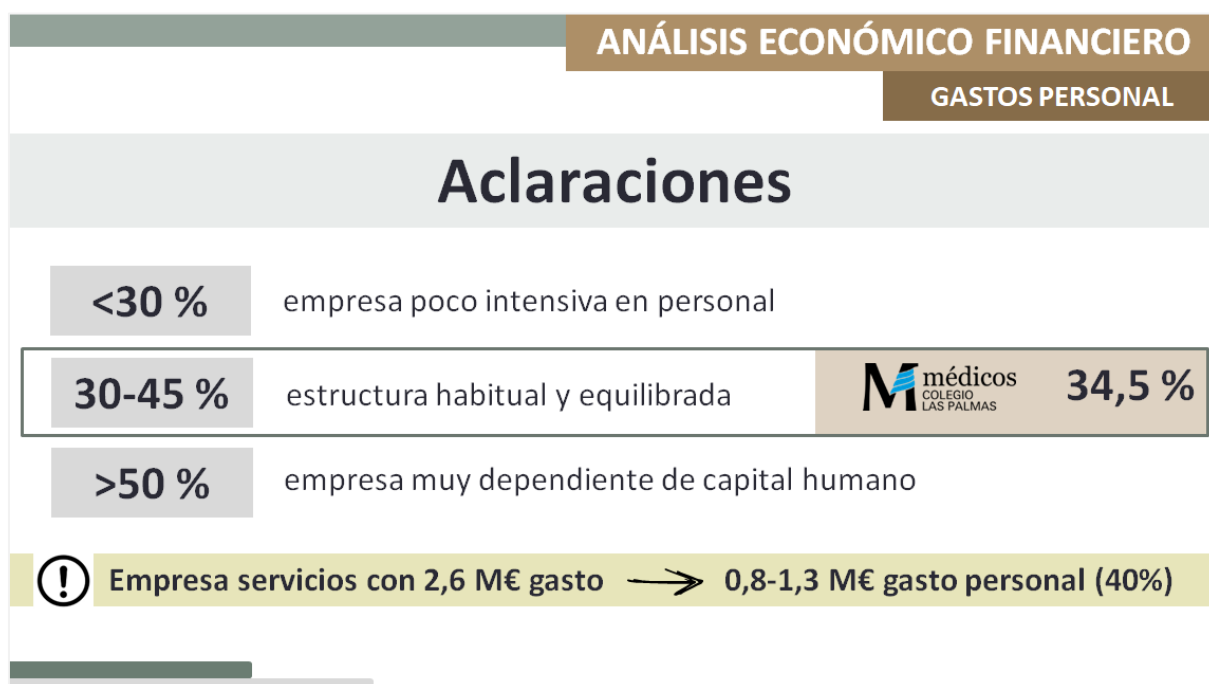 ANÁLISIS ECONÓMICO FINANCIERO
GASTOS PERSONAL
Aclaraciones
<30 % empresa poco intensiva en personal
30-45 % estructura habitual y equilibrada M médicos COLEGIO LAS PALMAS 34,5 %
>50 % empresa muy dependiente de capital humano
! Empresa servicios con 2,6 M€ gasto → 0,8-1,3 M€ gasto personal (40%)